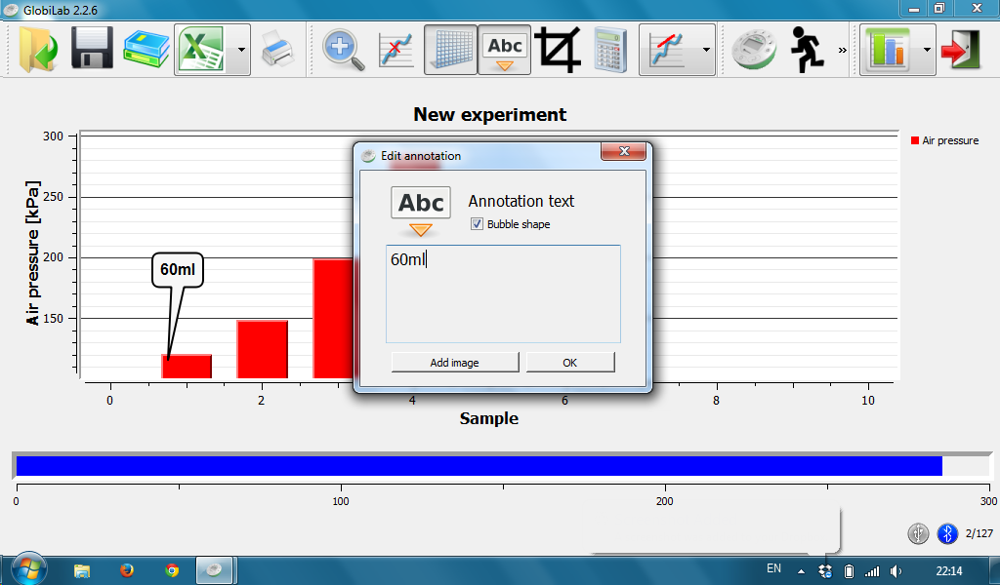 GlobiLab 2.2.6
Abc
»
New experiment
300
250
200
150
Air pressure [kPa]
Air pressure
60ml
0
2
4
6
8
10
Sample
Edit annotation
Abc
Annotation text
Bubble shape
60ml
Add image
OK
0
100
200
300
2/127
EN
22:14